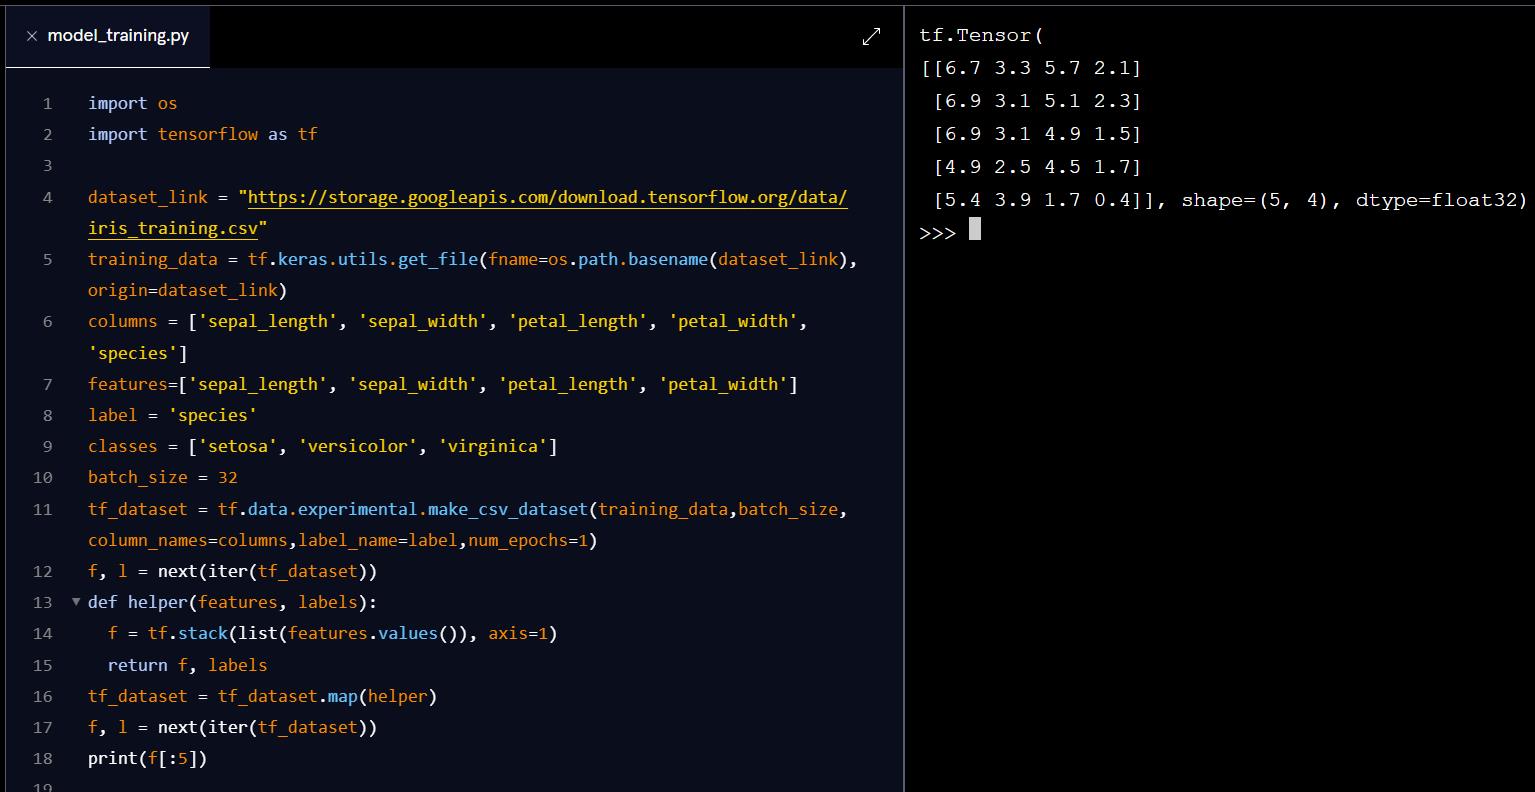 model_training.py
1 import os
2 import tensorflow as tf
3
4 dataset_link = "https://storage.googleapis.com/download.tensorflow.org/data/
iris_training.csv"
5 training_data = tf.keras.utils.get_file(fname=os.path.basename(dataset_link),
origin=dataset_link)
6 columns = ['sepal_length', 'sepal_width', 'petal_length', 'petal_width',
'species']
7 features=['sepal_length', 'sepal_width', 'petal_length', 'petal_width']
8 label = 'species'
9 classes = ['setosa', 'versicolor', 'virginica']
10 batch_size = 32
11 tf_dataset = tf.data.experimental.make_csv_dataset(training_data,batch_size,
column_names=columns,label_name=label,num_epochs=1)
12 f, l = next(iter(tf_dataset))
13 def helper(features, labels):
14   f = tf.stack(list(features.values()), axis=1)
15   return f, labels
16 tf_dataset = tf_dataset.map(helper)
17 f, l = next(iter(tf_dataset))
18 print(f[:5])
19
tf.Tensor(
[[6.7 3.3 5.7 2.1]
 [6.9 3.1 5.1 2.3]
 [6.9 3.1 4.9 1.5]
 [4.9 2.5 4.5 1.7]
 [5.4 3.9 1.7 0.4]], shape=(5, 4), dtype=float32)
>>>